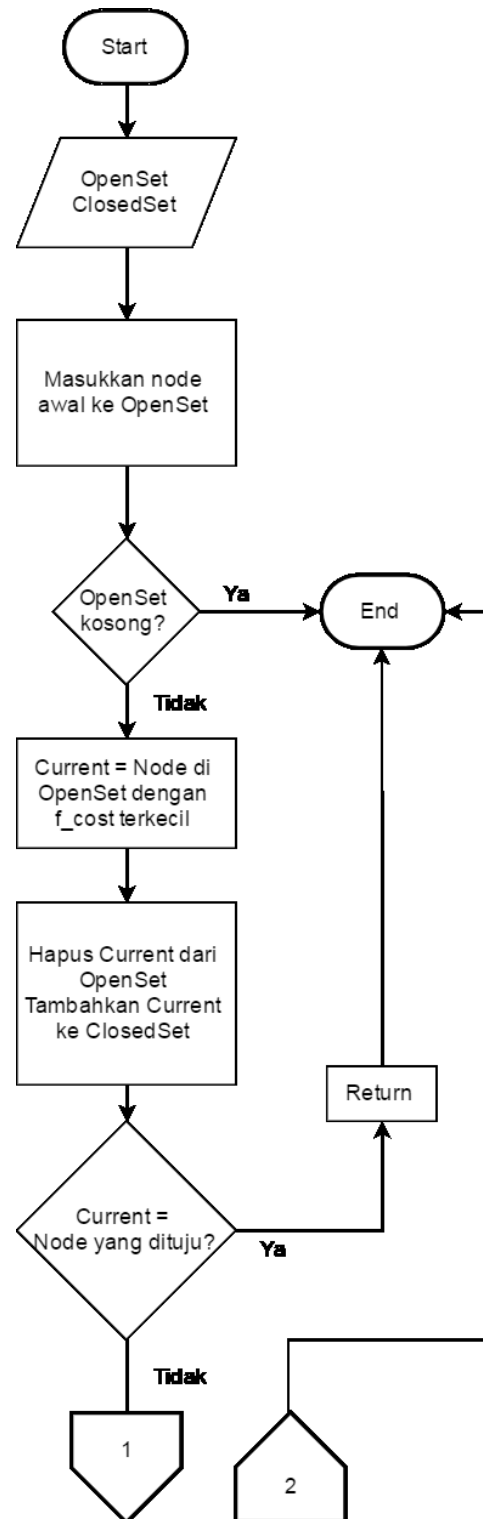 Start
OpenSet
ClosedSet
Masukkan node
awal ke OpenSet
OpenSet
kosong?
Ya
End
Tidak
Current = Node di
OpenSet dengan
f_cost terkecil
Hapus Current dari
OpenSet
Tambahkan Current
ke ClosedSet
Return
Current =
Node yang dituju?
Ya
Tidak
1
2